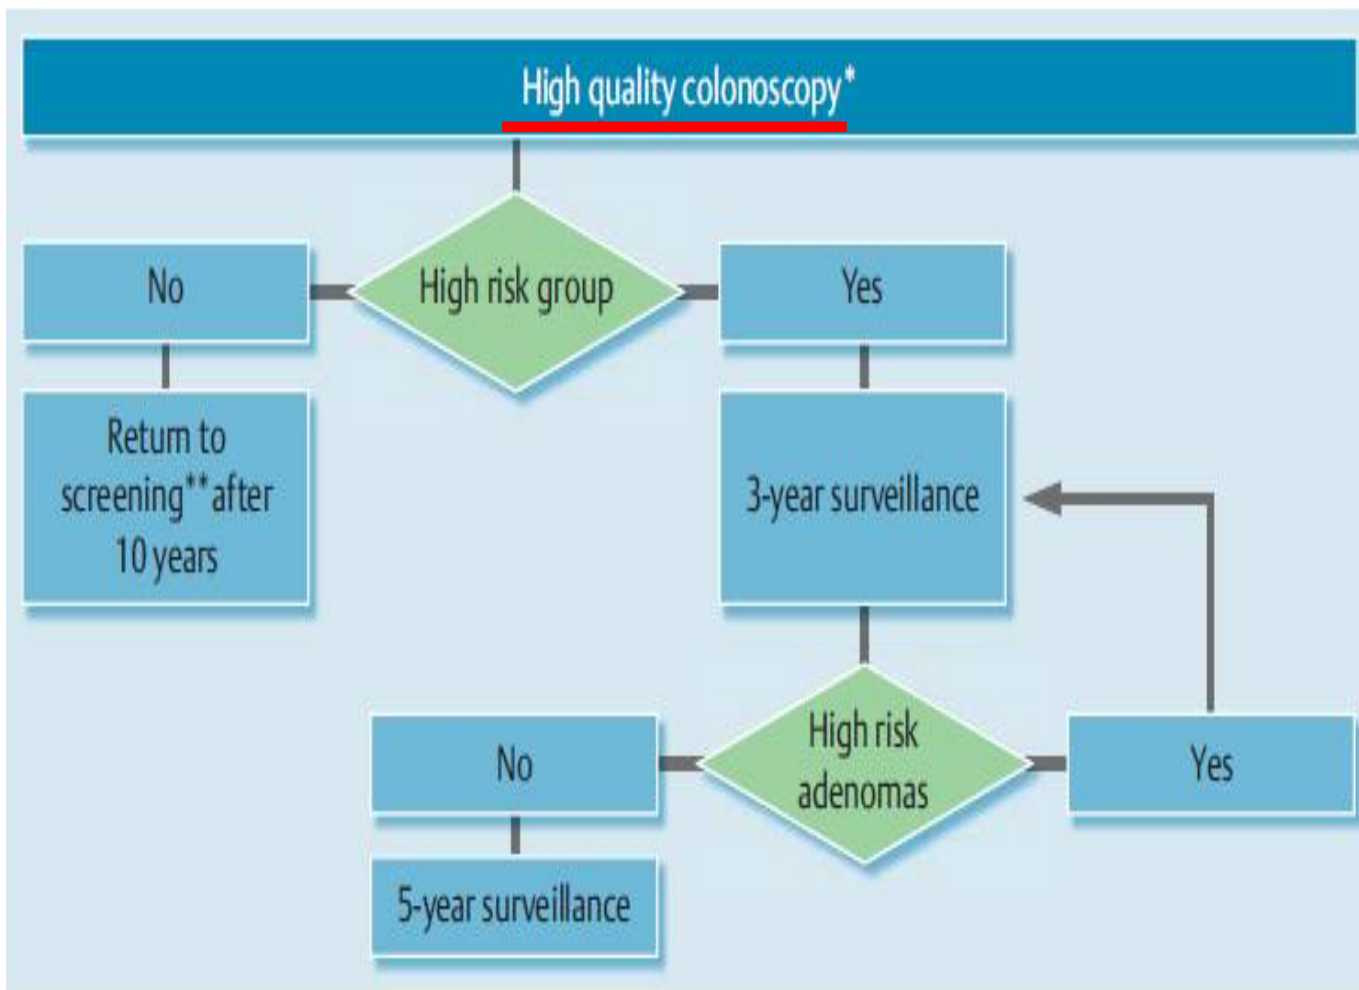 High quality colonoscopy*
No
High risk group
Yes
Return to
screening** after
10 years
3-year surveillance
No
High risk
adenomas
Yes
5-year surveillance